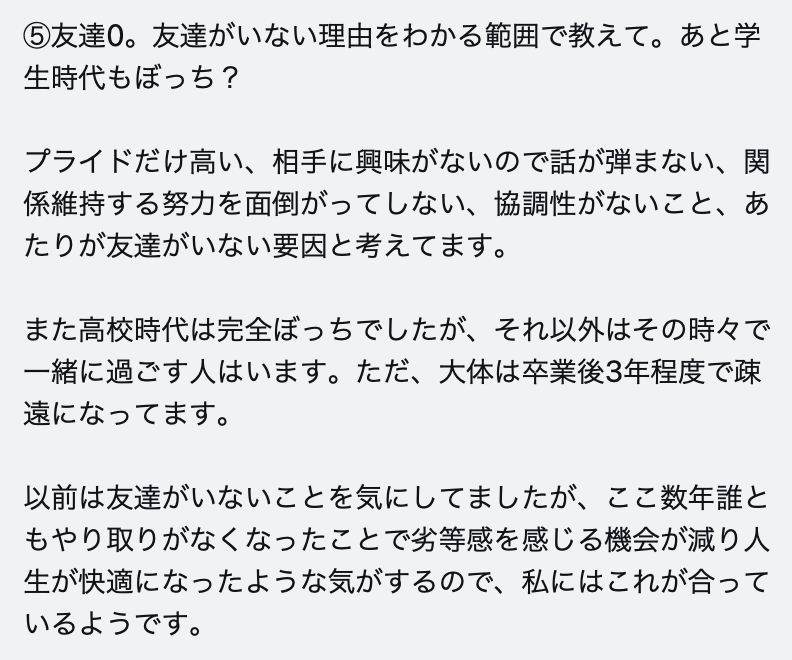 ⑤友達0。友達がいない理由をわかる範囲で教えて。あと学
生時代もぼっち？
プライドだけ高い、相手に興味がないので話が弾まない、関
係維持する努力を面倒がってしない、協調性がないこと、あ
たりが友達がいない要因と考えてます。
また高校時代は完全ぼっちでしたが、それ以外はその時々で
一緒に過ごす人はいます。ただ、大体は卒業後3年程度で疎
遠になってます。
以前は友達がいないことを気にしてましたが、ここ数年誰と
もやり取りがなくなったことで劣等感を感じる機会が減り人
生が快適になったような気がするので、私にはこれが合って
いるようです。